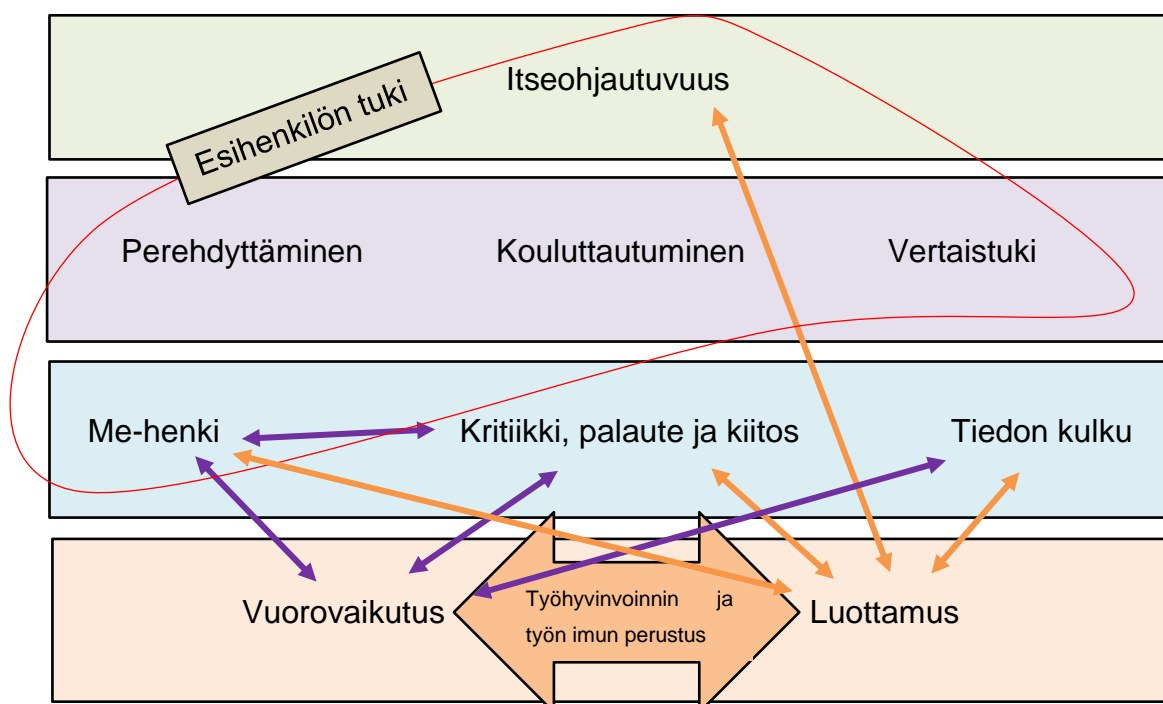 Itseohjautuvuus
Esihenkilön tuki
Perehdyttäminen
Kouluttautuminen
Vertaistuki
Me-henki
Kritiikki, palaute ja kiitos
Tiedon kulku
Vuorovaikutus
Työhyvinvoinnin ja
työn imun perustus
Luottamus